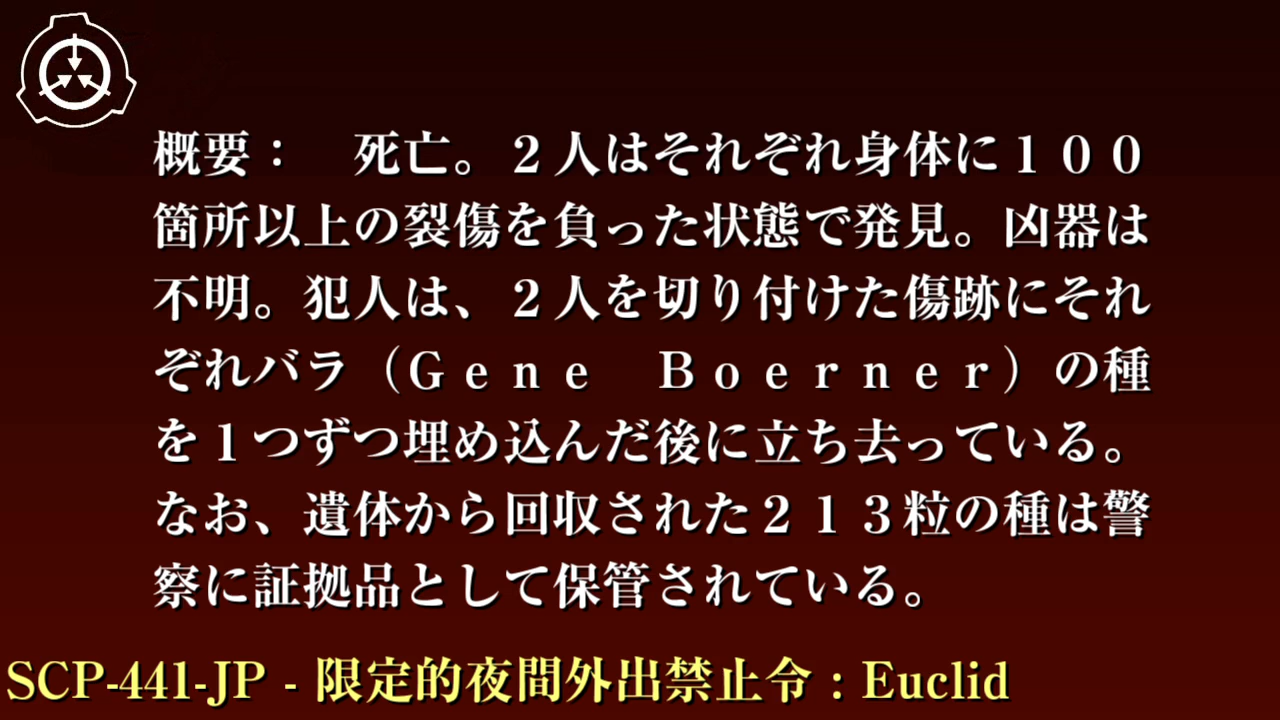 概要：　死亡。２人はそれぞれ身体に１００
箇所以上の裂傷を負った状態で発見。凶器は
不明。犯人は、２人を切り付けた傷跡にそれ
ぞれバラ（Ｇｅｎｅ　Ｂｏｅｒｎｅｒ）の種
を１つずつ埋め込んだ後に立ち去っている。
なお、遺体から回収された２１３粒の種は警
察に証拠品として保管されている。
SCP-441-JP - 限定的夜間外出禁止令：Euclid